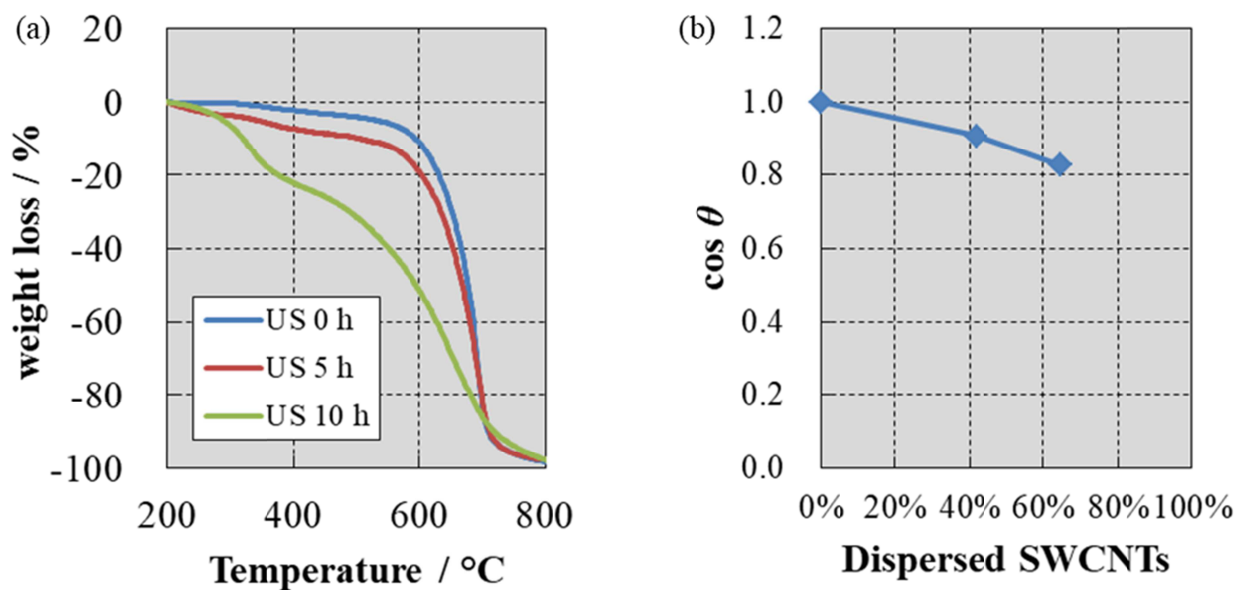 (a)
20
0
-20
-40
-60
-80
-100
weight loss / %
US 0 h
US 5 h
US 10 h
200 400 600 800
Temperature / °C
(b)
1.2
1.0
0.8
0.6
0.4
0.2
0.0
cos θ
0% 20% 40% 60% 80% 100%
Dispersed SWCNTs